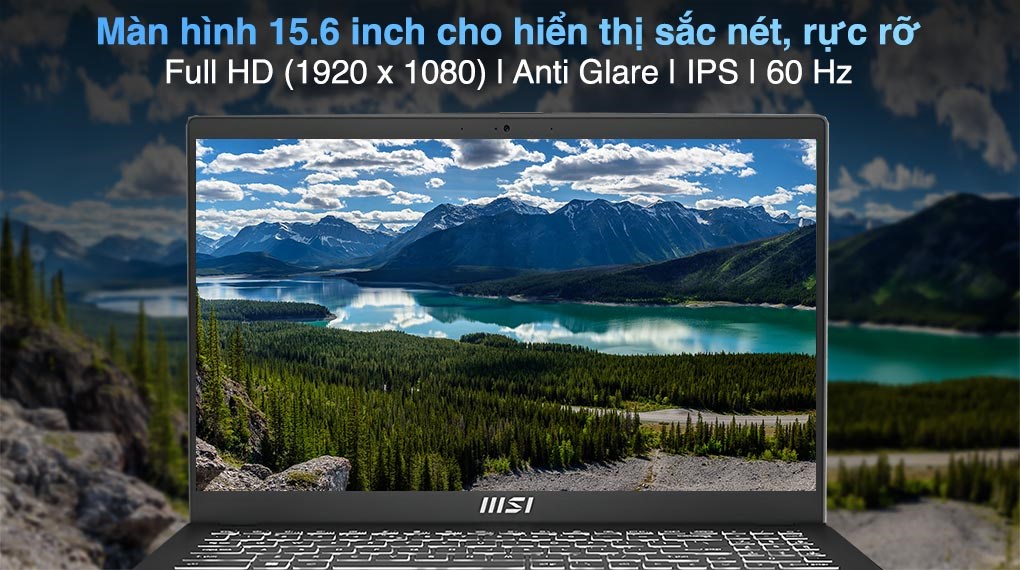 Màn hình 15.6 inch cho hiển thị sắc nét, rực rỡ
Full HD (1920 x 1080) | Anti Glare | IPS | 60 Hz
msi